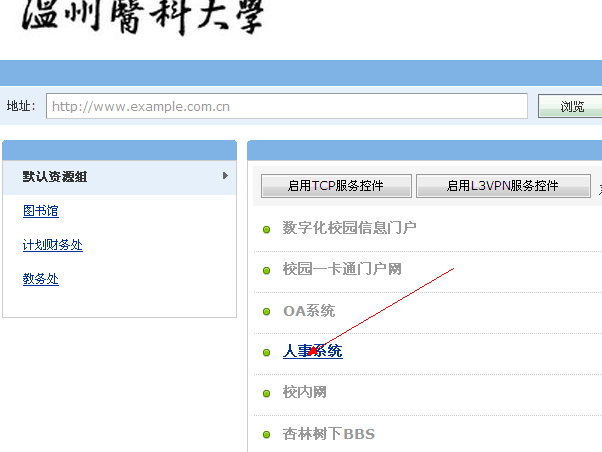 温州醫科大學
地址: http://www.example.com.cn 浏览
默认资源组
图书馆
计划财务处
教务处
启用TCP服务控件 启用L3VPN服务控件
数字化校园信息门户
校园一卡通门户网
OA系统
人事系统
校内网
杏林树下BBS